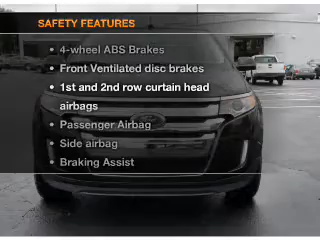 SAFETY FEATURES
• 4-wheel ABS Brakes
• Front Ventilated disc brakes
• 1st and 2nd row curtain head
airbags
• Passenger Airbag
• Side airbag
• Braking Assist